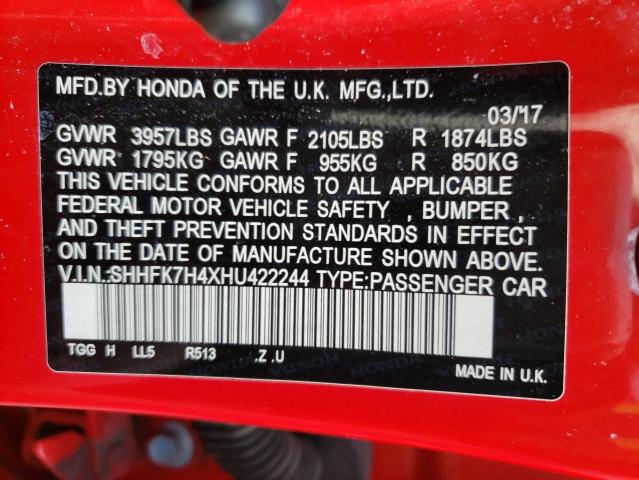 MFD.BY HONDA OF THE U.K. MFG.,LTD.
03/17
GVWR 3957LBS GAWR F 2105LBS R 1874LBS
GVWR 1795KG GAWR F 955KG R 850KG
THIS VEHICLE CONFORMS TO ALL APPLICABLE
FEDERAL MOTOR VEHICLE SAFETY , BUMPER ,
AND THEFT PREVENTION STANDARDS IN EFFECT
ON THE DATE OF MANUFACTURE SHOWN ABOVE.
V.I.N.:SHHFK7H4XHU422244 TYPE:PASSENGER CAR
TGG H LL5 R513 .Z .U
MADE IN U.K.